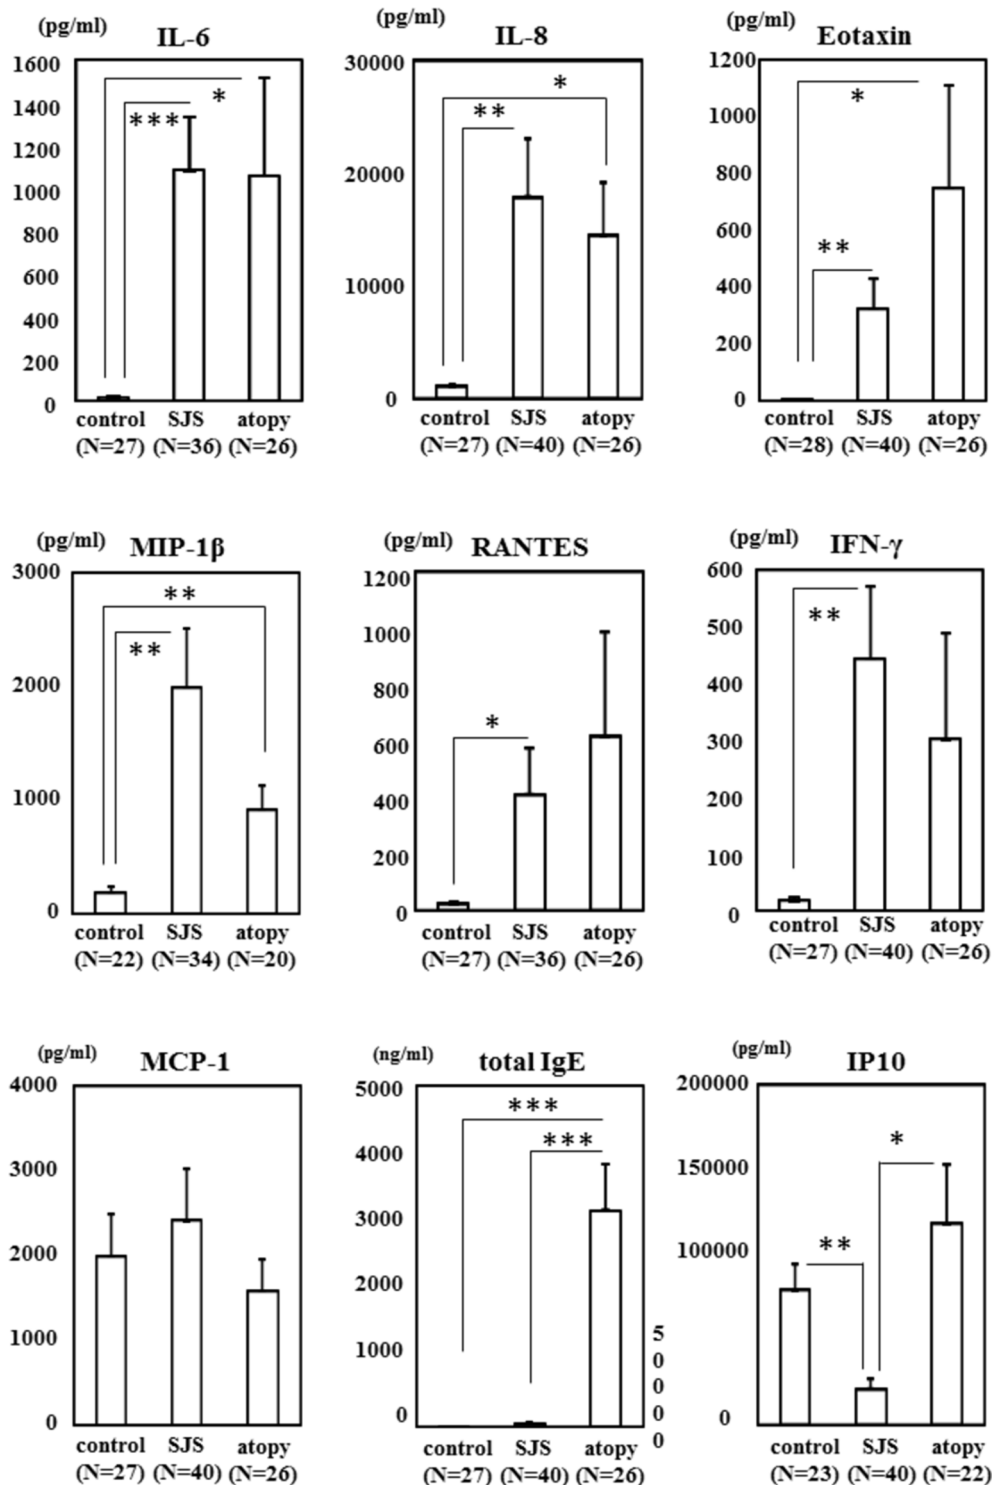 (pg/ml)
IL-6
1600
1400
1200
1000
800
600
400
200
0
*
***
control SJS atopy
(N=27) (N=36) (N=26)
(pg/ml)
IL-8
30000
20000
10000
0
*
**
control SJS atopy
(N=27) (N=40) (N=26)
(pg/ml)
Eotaxin
1200
1000
800
600
400
200
0
*
**
control SJS atopy
(N=28) (N=40) (N=26)
(pg/ml)
MIP-1β
3000
2000
1000
0
**
**
control SJS atopy
(N=22) (N=34) (N=20)
(pg/ml)
RANTES
1200
1000
800
600
400
200
0
*
control SJS atopy
(N=27) (N=36) (N=26)
(pg/ml)
IFN-γ
600
500
400
300
200
100
0
**
control SJS atopy
(N=27) (N=40) (N=26)
(pg/ml)
MCP-1
4000
3000
2000
1000
0
control SJS atopy
(N=27) (N=40) (N=26)
(ng/ml)
total IgE
5000
4000
3000
2000
1000
0
***
***
control SJS atopy
(N=27) (N=40) (N=26)
(pg/ml)
IP10
200000
150000
100000
5
0
0
0
0
0
*
**
control SJS atopy
(N=23) (N=40) (N=22)